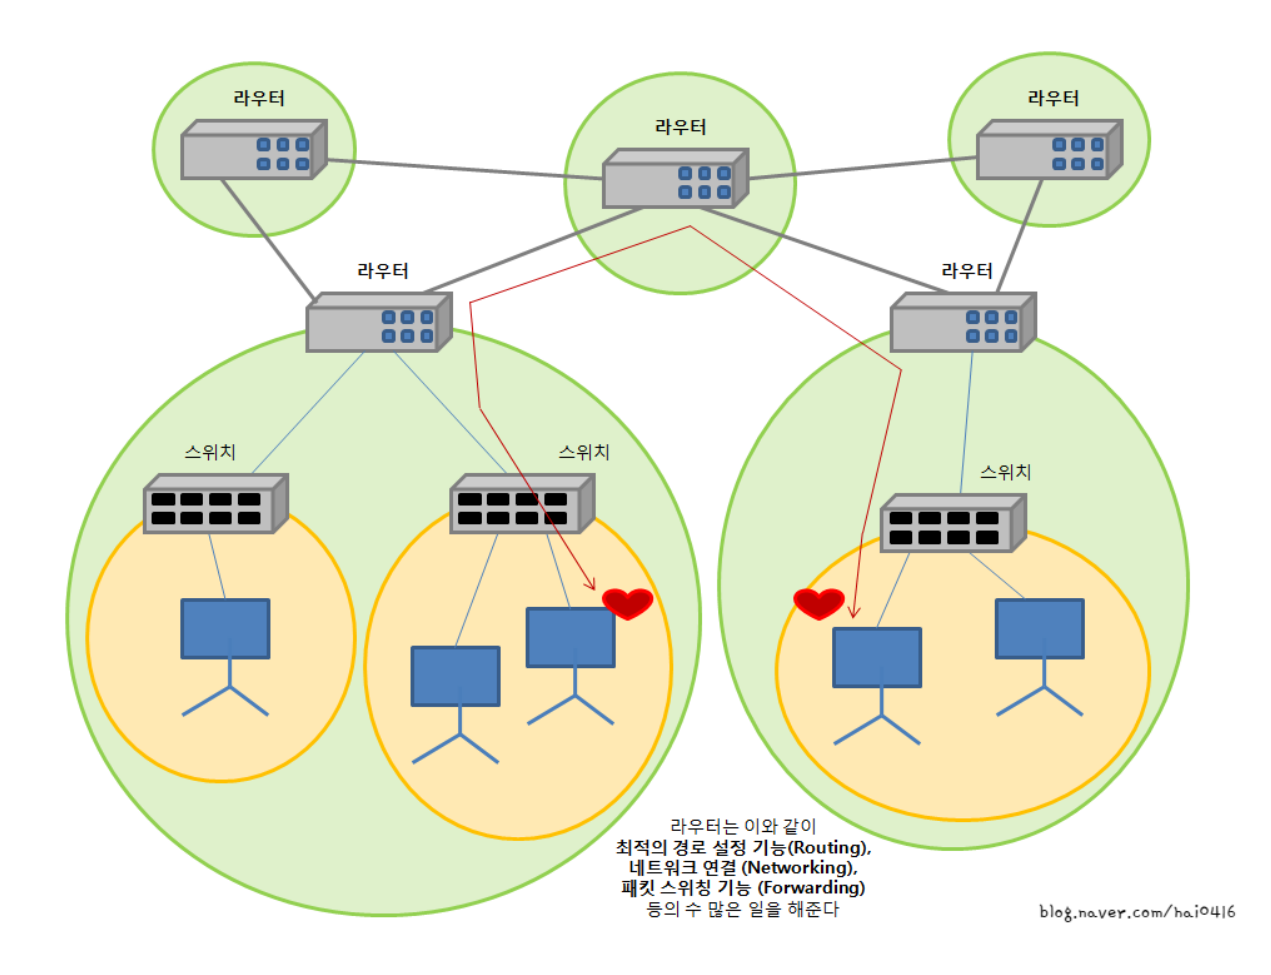 라우터
라우터
라우터
라우터
라우터
스위치
스위치
스위치
라우터는 이와 같이
최적의 경로 설정 기능(Routing),
네트워크 연결 (Networking),
패킷 스위칭 기능 (Forwarding)
등의 수 많은 일을 해준다
blog.naver.com/hai0416